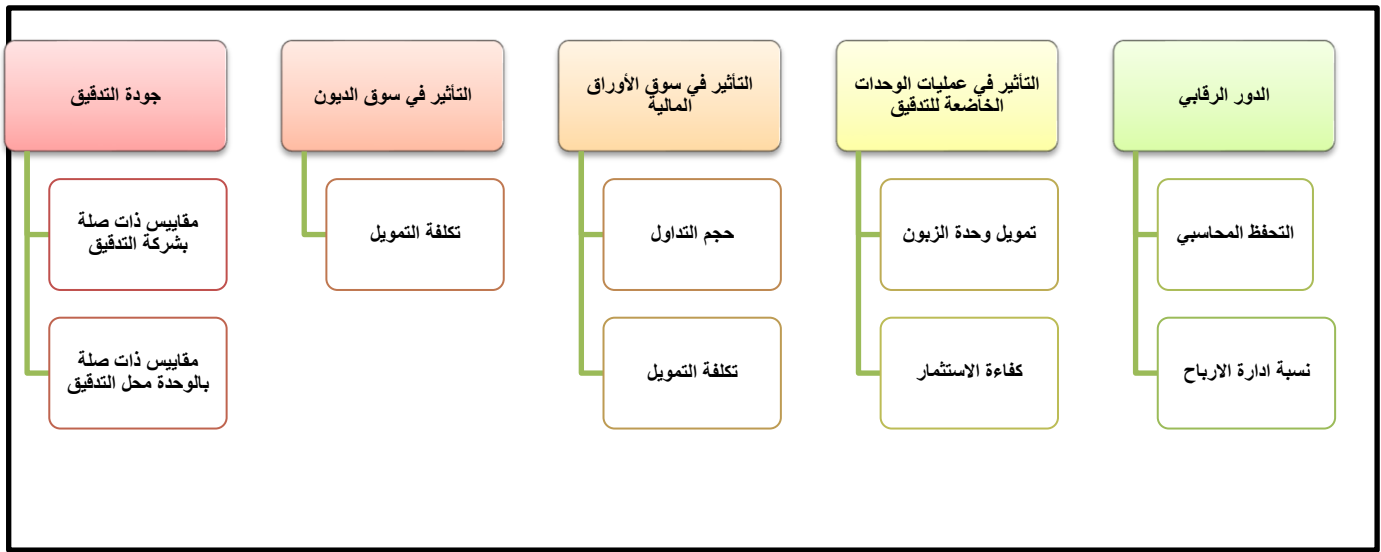 الدور الرقابي
التحفظ المحاسبي
نسبة ادارة الارباح
التأثير في عمليات الوحدات
الخاضعة للتدقيق
تمويل وحدة الزبون
كفاءة الاستثمار
التأثير في سوق الأوراق
المالية
حجم التداول
تكلفة التمويل
التأثير في سوق الديون
تكلفة التمويل
جودة التدقيق
مقاييس ذات صلة
بشركة التدقيق
مقاييس ذات صلة
بالوحدة محل التدقيق